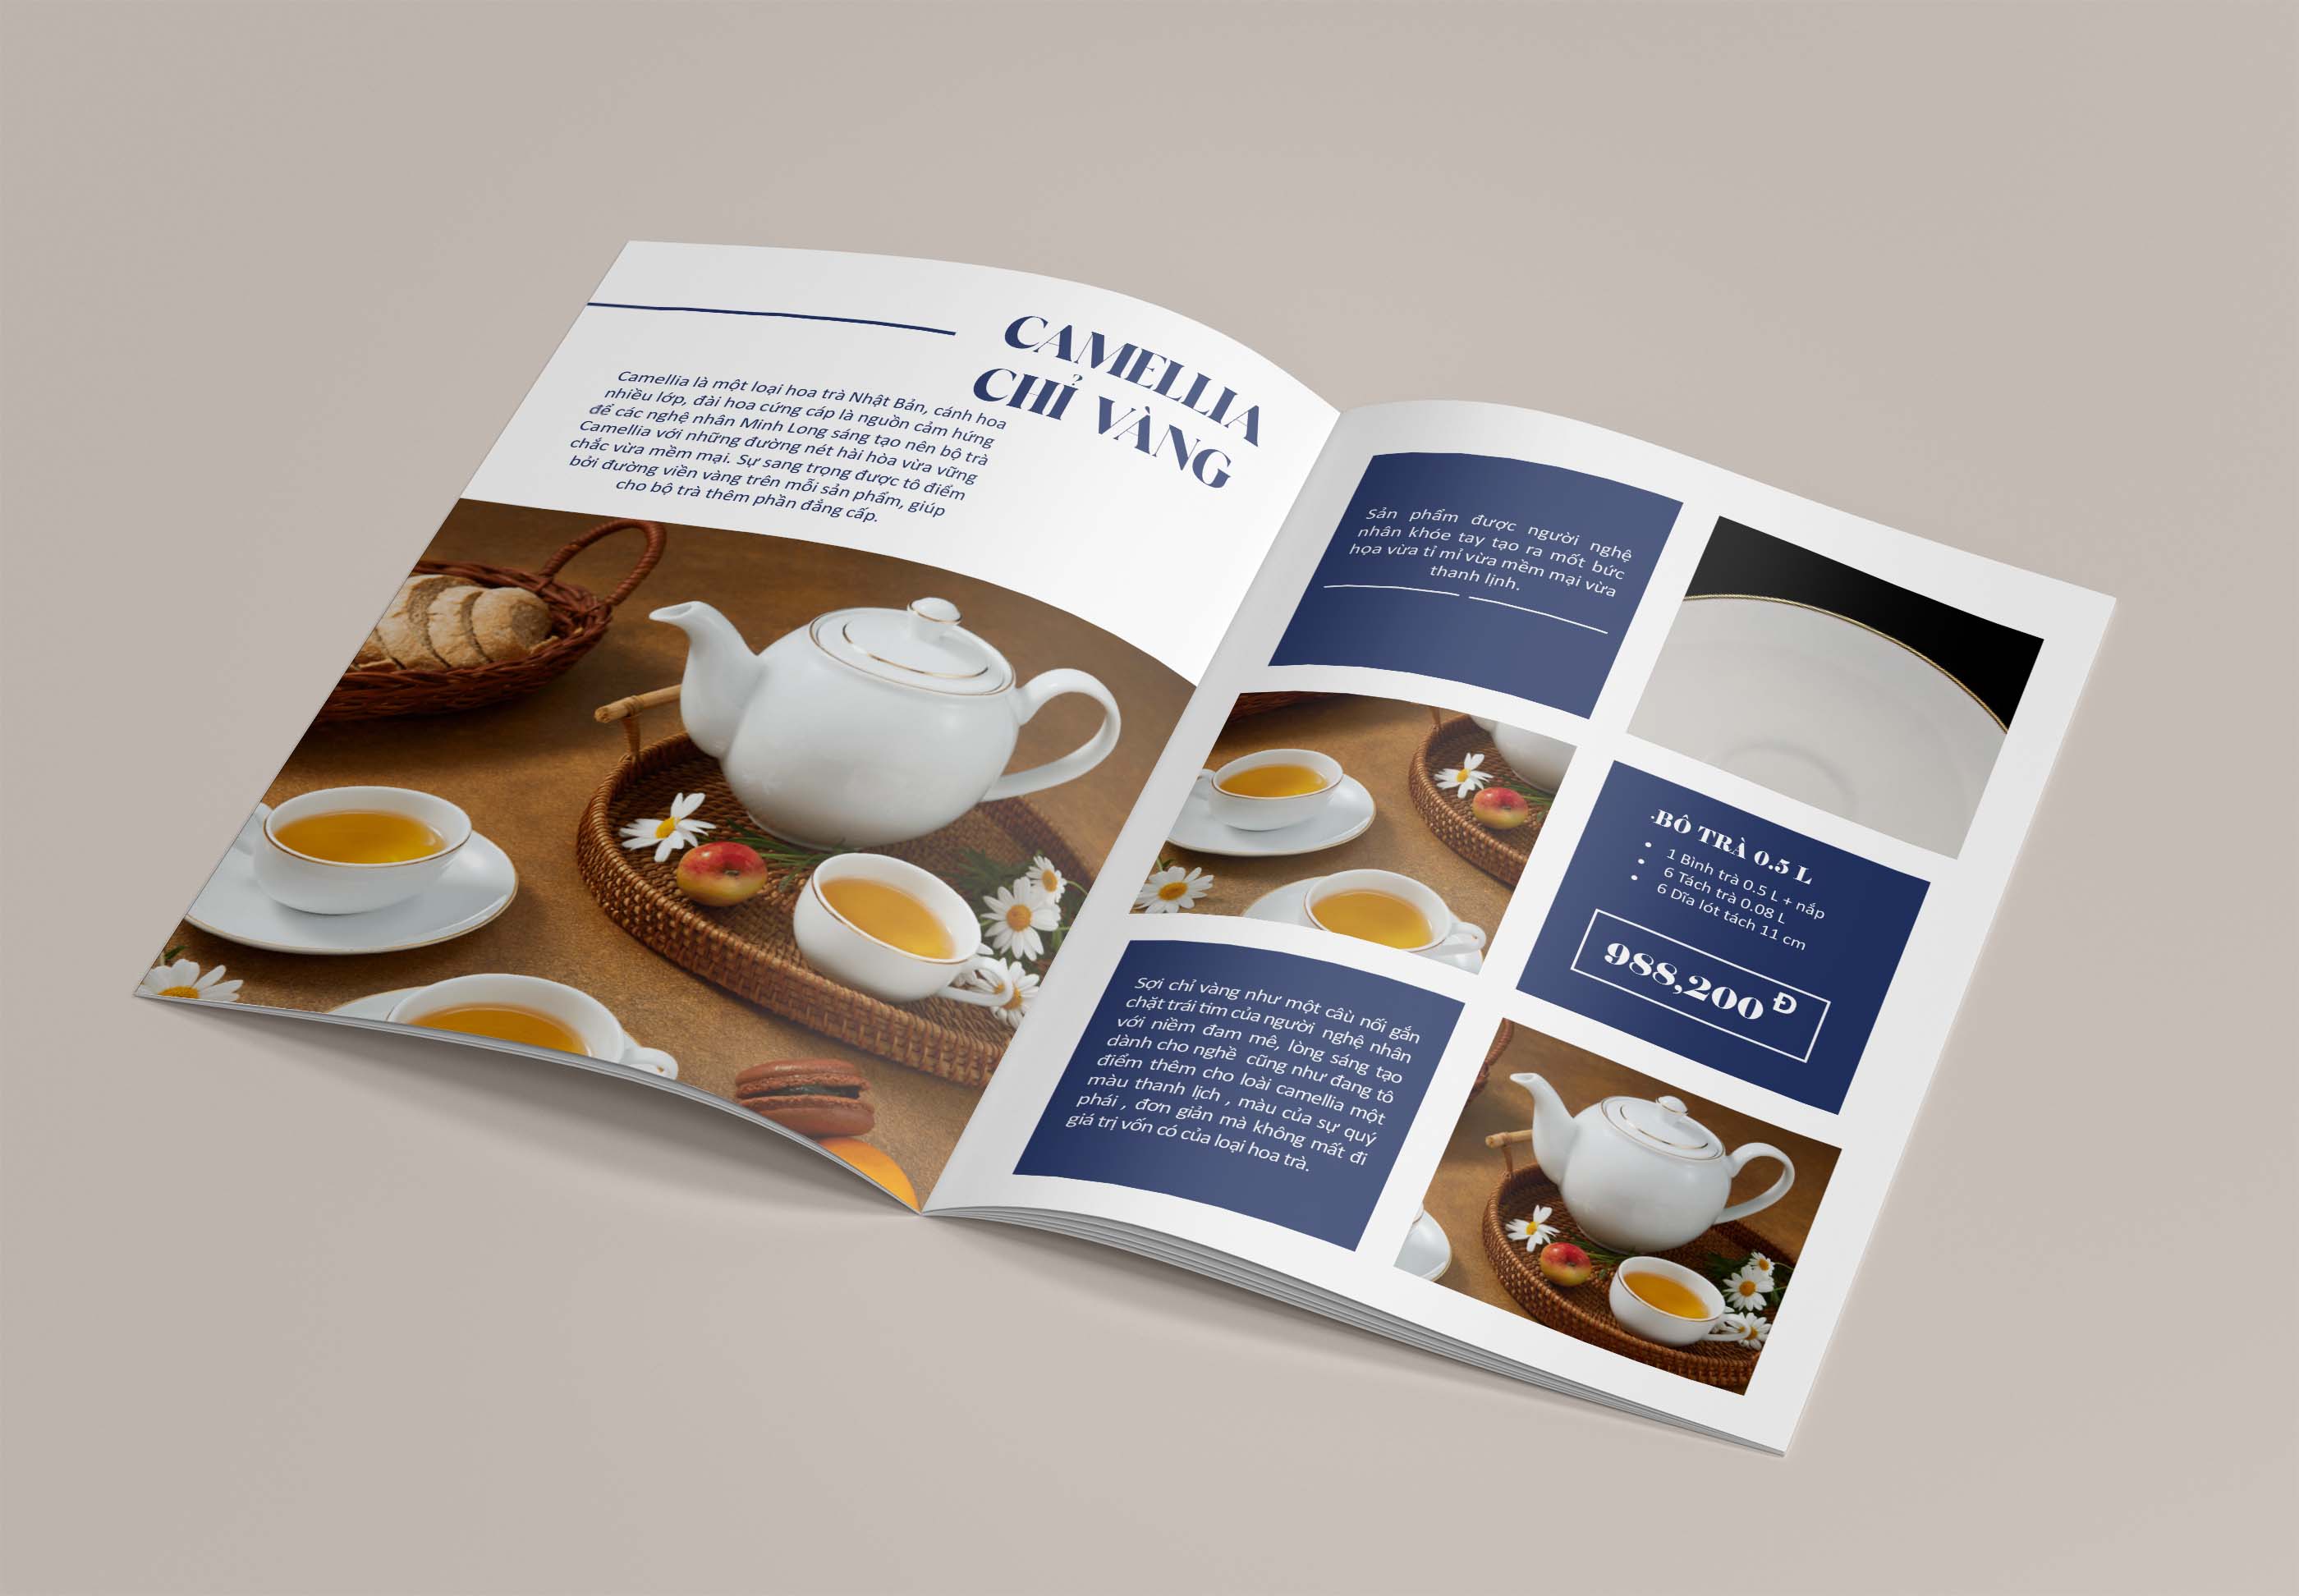 CAMELLIA
CHỈ VÀNG
Camellia là một loại hoa trà Nhật Bản, cánh hoa
nhiều lớp, đài hoa cứng cáp là nguồn cảm hứng
để các nghệ nhân Minh Long sáng tạo nên bộ trà
Camellia với những đường nét hài hòa vừa vững
chắc vừa mềm mại. Sự sang trọng được tô điểm
bởi đường viền vàng trên mỗi sản phẩm, giúp
cho bộ trà thêm phần đẳng cấp.
Sản phẩm được người nghệ
nhân khóe tay tạo ra mốt bức
họa vừa tỉ mỉ vừa mềm mại vừa
thanh lịnh.
.BÔ TRÀ 0.5 L
• 1 Bình trà 0.5 L + nắp
• 6 Tách trà 0.08 L
• 6 Dĩa lót tách 11 cm
988,200 Đ
Sợi chỉ vàng như một câù nối gắn
chặt trái tim của người nghệ nhân
với niềm đam mê, lòng sáng tạo
dành cho nghề cũng như đang tô
điểm thêm cho loài camellia một
màu thanh lịch , màu của sự quý
phái , đơn giản mà không mất đi
giá trị vốn có của loại hoa trà.